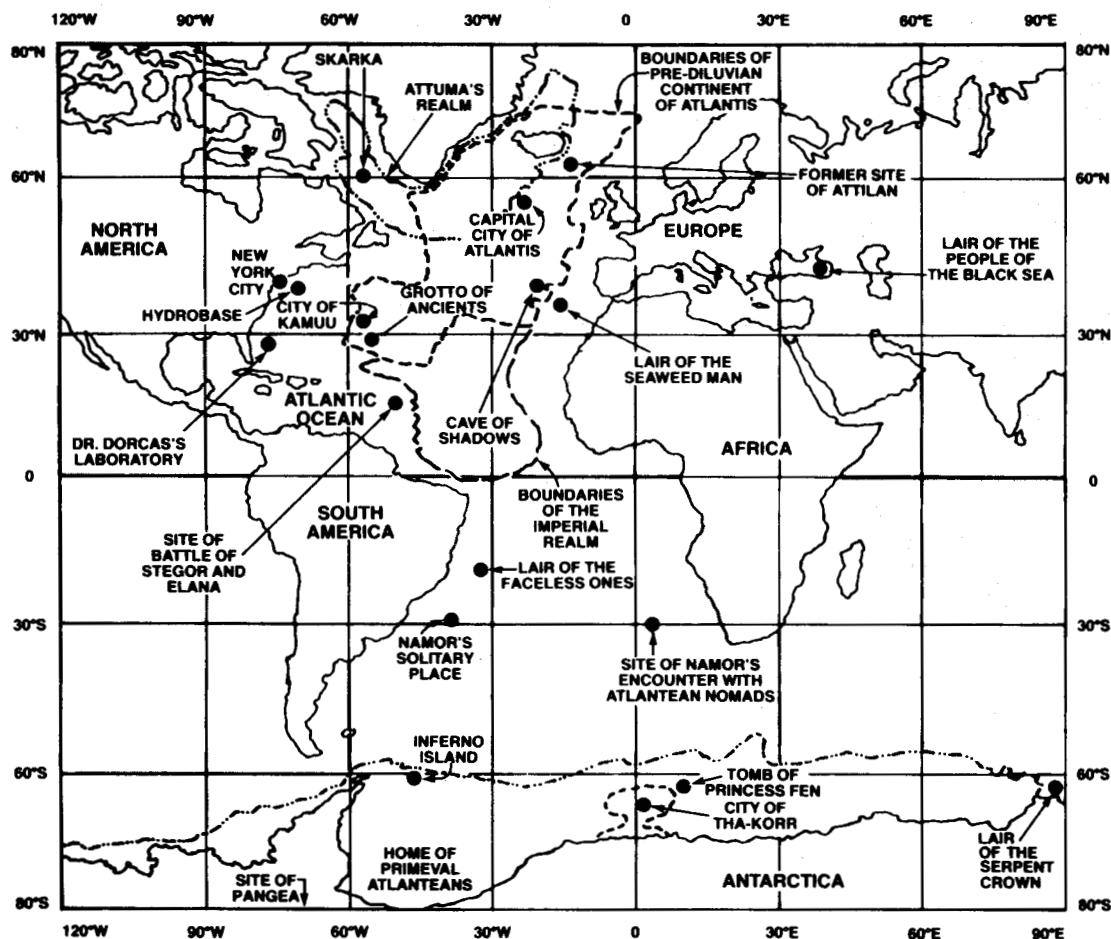 120°W 90°W 60°W 30°W 0 30°E 60°E 90°E
80°N
80°N
SKARKA
ATTUMA'S
REALM
BOUNDARIES OF
PRE-DILUVIAN
CONTINENT
OF ATLANTIS
60°N
60°N
FORMER SITE
OF ATTILAN
NORTH
AMERICA
CAPITAL
CITY OF
ATLANTIS
EUROPE
LAIR OF THE
PEOPLE OF
THE BLACK SEA
NEW
YORK
CITY
HYDROBASE
CITY OF
KAMUU
GROTTO OF
ANCIENTS
30°N
30°N
LAIR OF THE
SEAWEED MAN
ATLANTIC
OCEAN
CAVE OF
SHADOWS
AFRICA
DR. DORCAS'S
LABORATORY
0
0
SOUTH
AMERICA
BOUNDARIES
OF THE
IMPERIAL
REALM
SITE OF
BATTLE OF
STEGOR AND
ELANA
LAIR OF THE
FACELESS ONES
30°S
30°S
NAMOR'S
SOLITARY
PLACE
SITE OF NAMOR'S
ENCOUNTER WITH
ATLANTEAN NOMADS
INFERNO
ISLAND
60°S
60°S
TOMB OF
PRINCESS FEN
CITY OF
THA-KORR
LAIR
OF THE
SERPENT
CROWN
HOME OF
PRIMEVAL
ATLANTEANS
SITE OF
PANGEA
ANTARCTICA
80°S
80°S
120°W 90°W 60°W 30°W 0 30°E 60°E 90°E